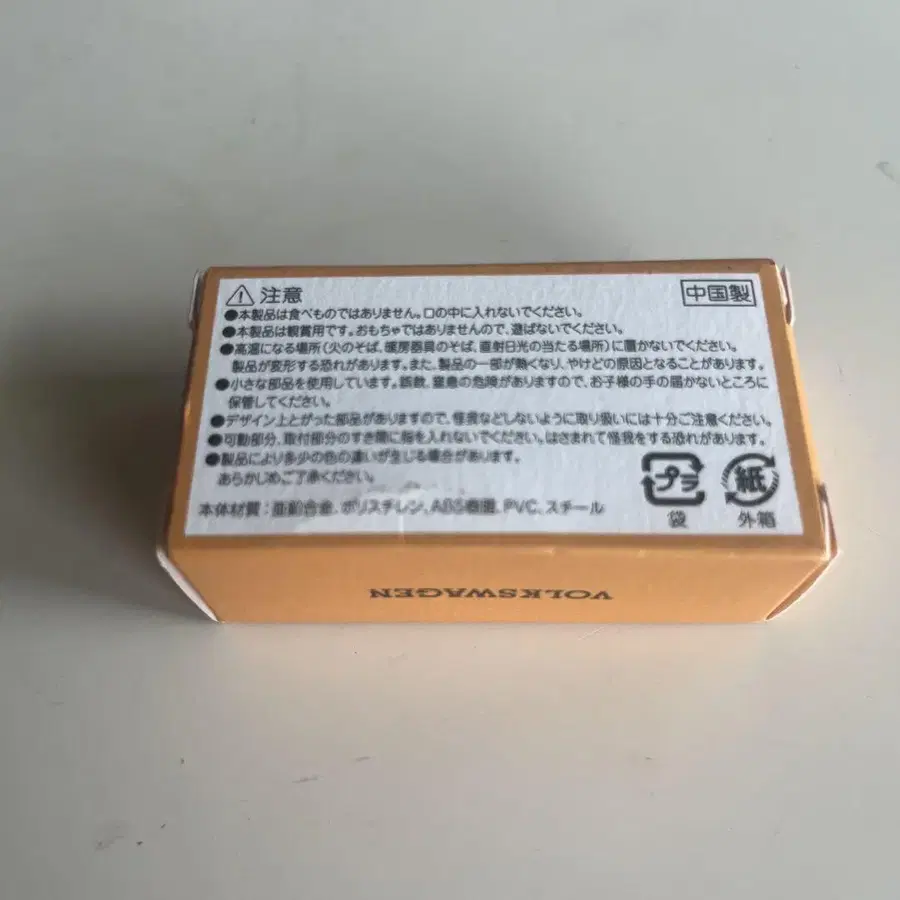 注意
中国製
●本製品は食べものではありません。口の中に入れないでください。
●本製品は観賞用です。おもちゃではありませんので、遊ばないでください。
●高温になる場所(火のそば、暖房器具のそば、直射日光の当たる場所)に置かないでください。
製品が変形する恐れがあります。また、製品の一部が熱くなり、やけどの原因となることがあります。
●小さな部品を使用しています。誤飲、窒息の危険がありますので、お子様の手の届かないところに
保管してください。
●デザイン上とがった部品がありますので、怪我などしないように取り扱いには十分ご注意ください。
●可動部分、取付部分のすき間に指を入れないでください。はさまれて怪我をする恐れがあります。
●製品により多少の色の違いが生じる場合があります。
あらかじめご了承ください。
本体材質:亜鉛合金、ポリスチレン、ABS樹脂、PVC、スチール
プラ
紙
袋
外箱
VOLKSWAGEN